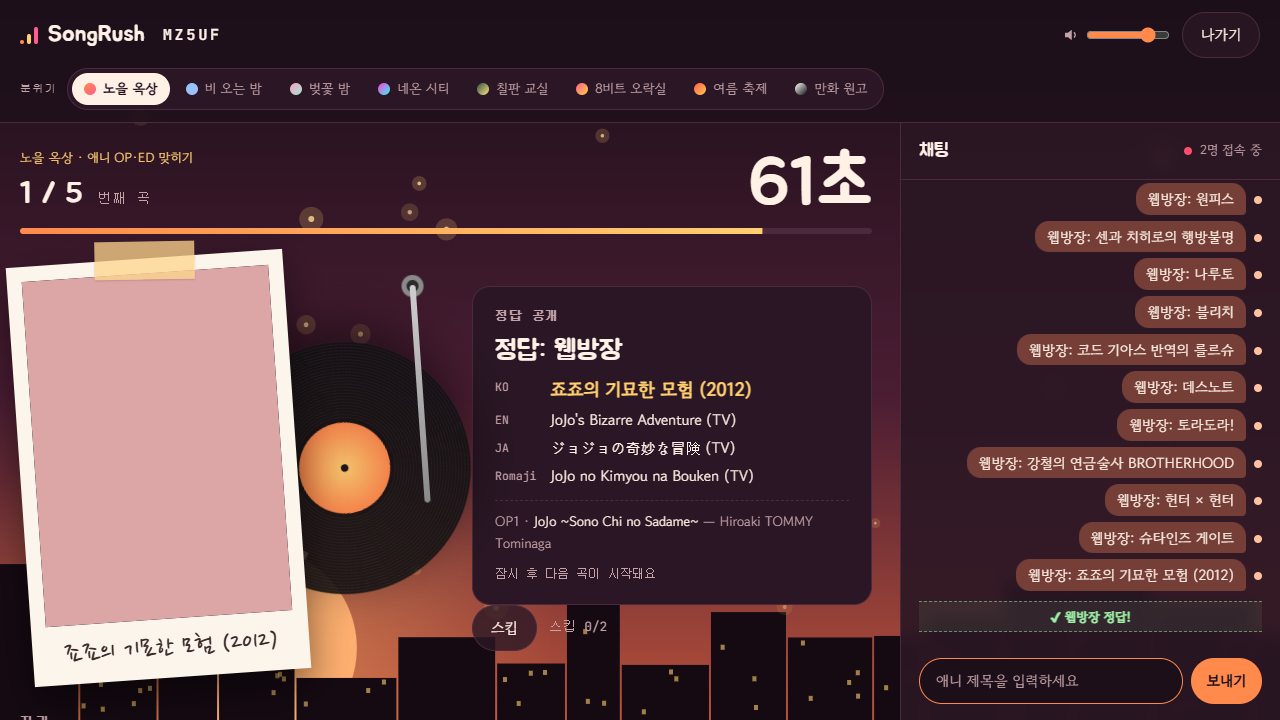 SongRush MZ5UF
나가기
분위기 노을 옥상 비 오는 밤 벚꽃 밤 네온 시티 칠판 교실 8비트 오락실 여름 축제 만화 원고
노을 옥상 · 애니 OP·ED 맞히기
1 / 5 번째 곡
61초
죠죠의 기묘한 모험 (2012)
정답 공개
정답: 웹방장
KO 죠죠의 기묘한 모험 (2012)
EN JoJo's Bizarre Adventure (TV)
JA ジョジョの奇妙な冒険 (TV)
Romaji JoJo no Kimyou na Bouken (TV)
OP1 · JoJo ~Sono Chi no Sadame~ — Hiroaki TOMMY
Tominaga
잠시 후 다음 곡이 시작돼요
스킵 스킵 0/2
채팅 2명 접속 중
웹방장: 원피스
웹방장: 센과 치히로의 행방불명
웹방장: 나루토
웹방장: 블리치
웹방장: 코드 기아스 반역의 를르슈
웹방장: 데스노트
웹방장: 토라도라!
웹방장: 강철의 연금술사 BROTHERHOOD
웹방장: 헌터 × 헌터
웹방장: 슈타인즈 게이트
웹방장: 죠죠의 기묘한 모험 (2012)
✓ 웹방장 정답!
애니 제목을 입력하세요 보내기